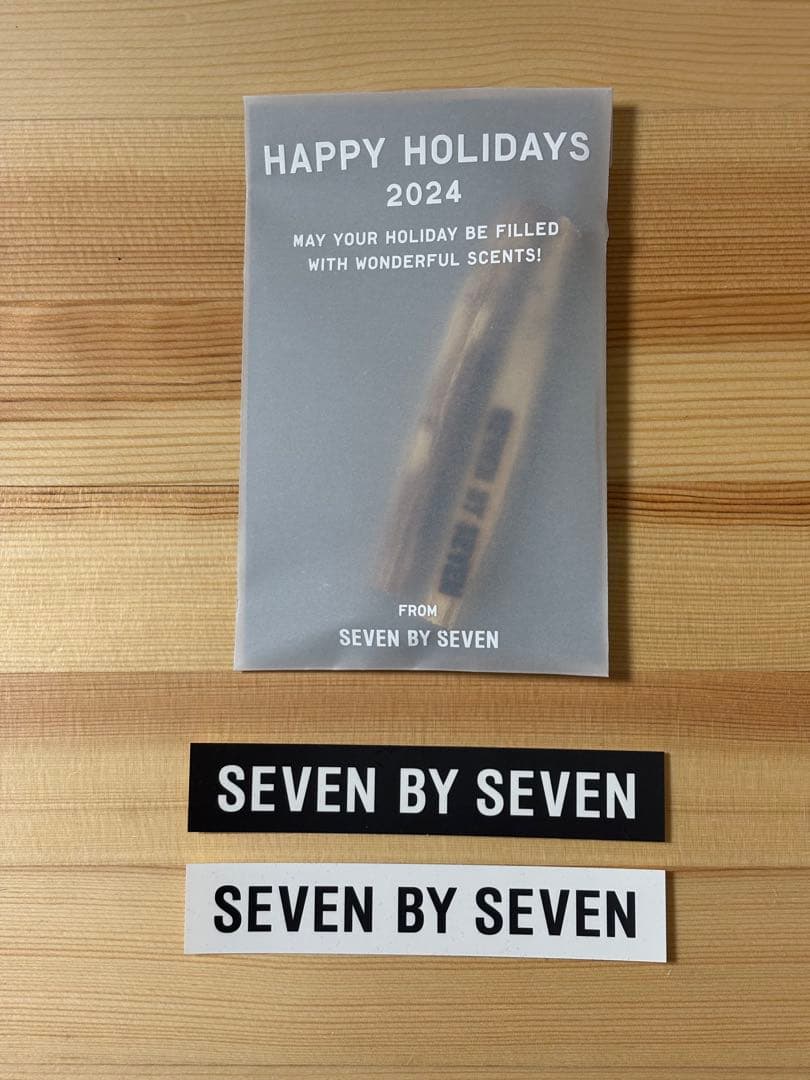 HAPPY HOLIDAYS
2024
MAY YOUR HOLIDAY BE FILLED
WITH WONDERFUL SCENTS!
FROM
SEVEN BY SEVEN
SEVEN BY SEVEN
SEVEN BY SEVEN